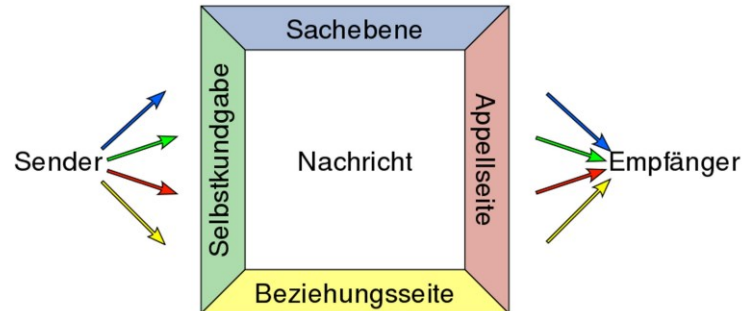 Sachebene
Sender
Selbstkundgabe
Nachricht
Appellseite
Empfänger
Beziehungsseite